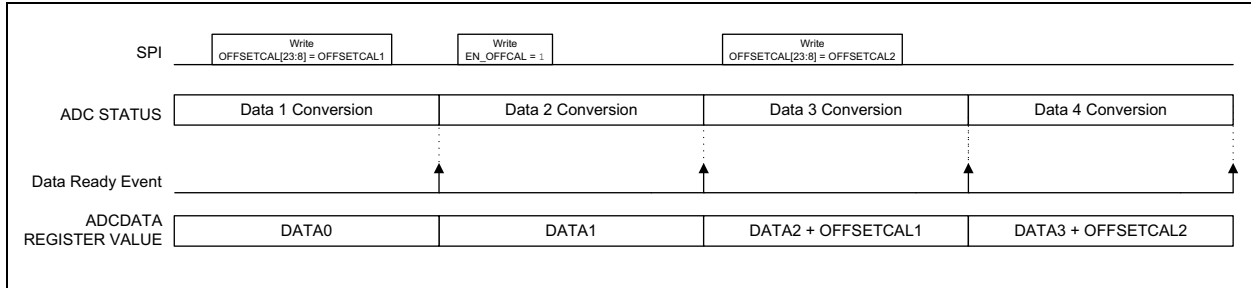 SPI
Write
OFFSETCAL[23:8] = OFFSETCAL1
Write
EN_OFFCAL = 1
Write
OFFSETCAL[23:8] = OFFSETCAL2
ADC STATUS
Data 1 Conversion
Data 2 Conversion
Data 3 Conversion
Data 4 Conversion
Data Ready Event
ADCDATA
REGISTER VALUE
DATA0
DATA1
DATA2 + OFFSETCAL1
DATA3 + OFFSETCAL2